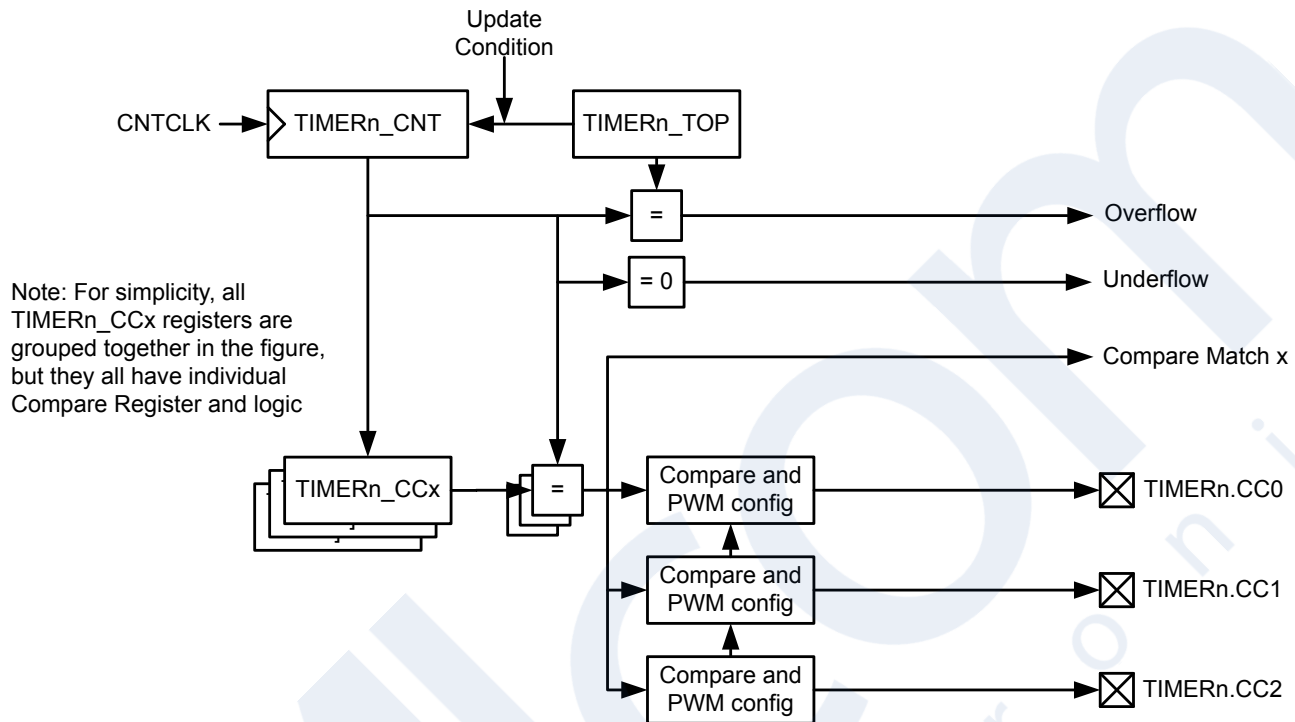 Update
Condition
CNTCLK
TIMERn_CNT
TIMERn_TOP
=
Overflow
= 0
Underflow
Note: For simplicity, all
TIMERn_CCx registers are
grouped together in the figure,
but they all have individual
Compare Register and logic
Compare Match x
TIMERn_CCx
=
Compare and
PWM config
TIMERn.CC0
Compare and
PWM config
TIMERn.CC1
Compare and
PWM config
TIMERn.CC2